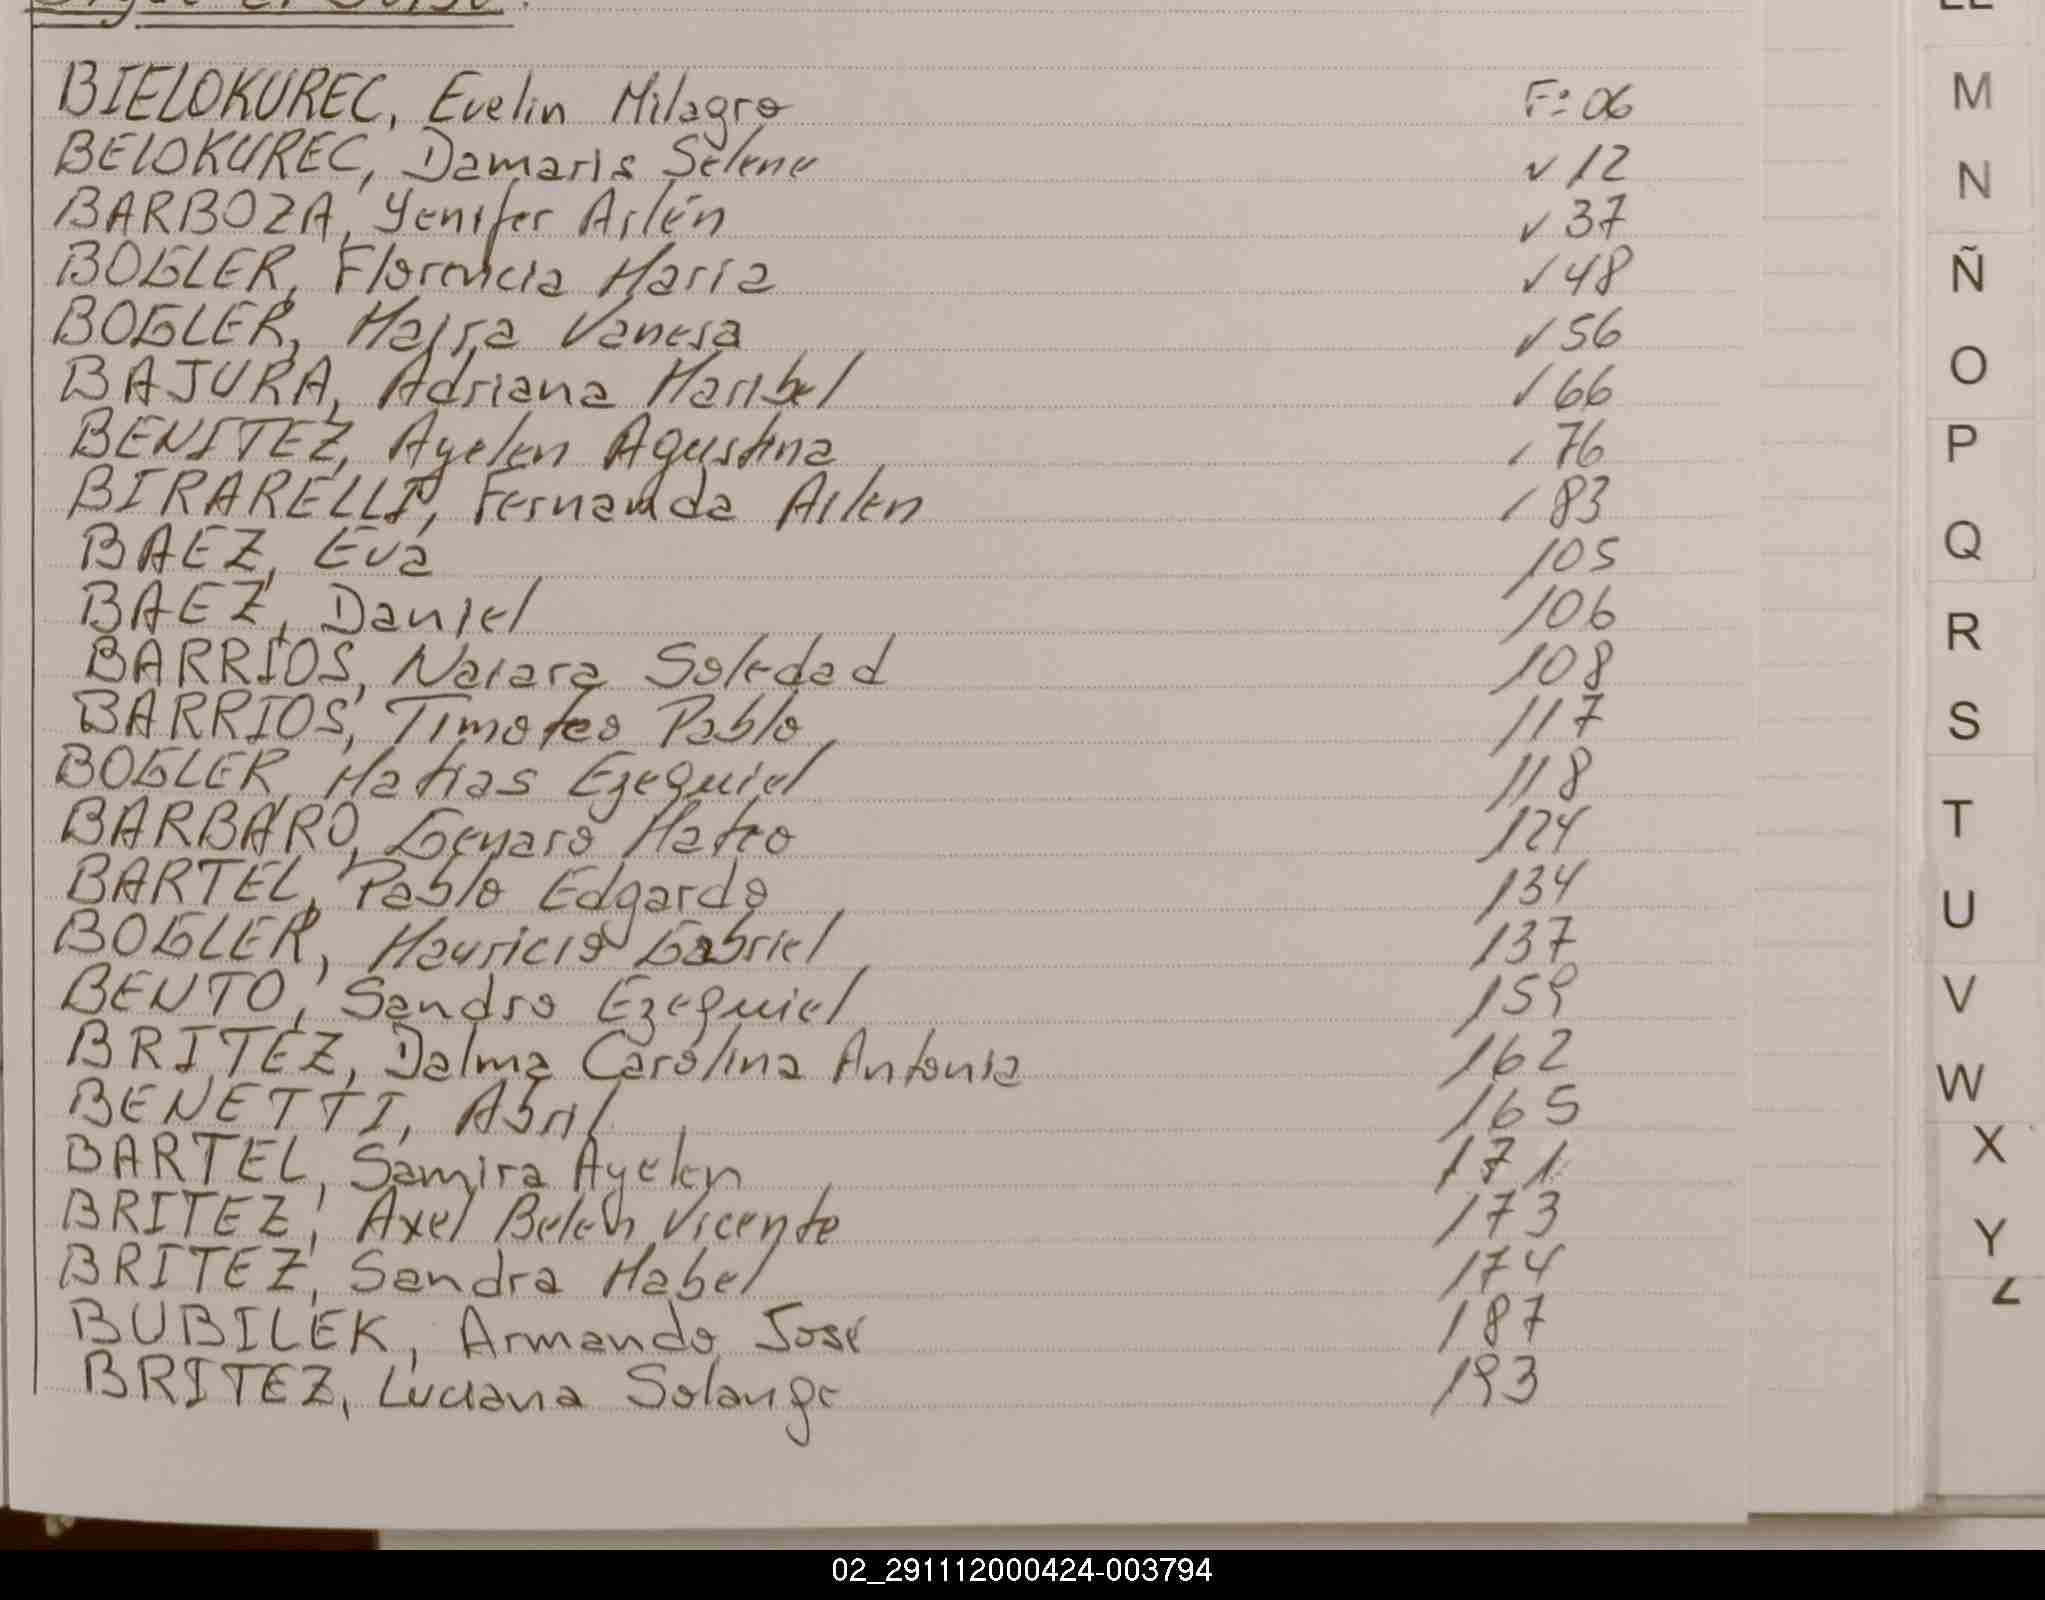 BIELOKUREC, Evelin Milagro F: 06
BELOKUREC, Damaris Selene ✓ 12
BARBOZA, Yenifer Arlén ✓ 37
BOGLER, Florencia Maria ✓ 48
BOGLER, Maira Vanesa ✓ 56
BAJURA, Adriana Maribel ✓ 66
BENITEZ, Ayelen Agustina ✓ 76
BIRARELLI, Fernanda Ailen ✓ 83
BAEZ, Eva 105
BAEZ, Daniel 106
BARRIOS, Naiara Soledad 108
BARRIOS, Timoteo Pablo 117
BOGLER, Matias Ezequiel 118
BARBARO, Genaro Mateo 124
BARTEL, Pablo Edgardo 134
BOGLER, Mauricio Gabriel 137
BENTO, Sandro Ezequiel 159
BRITEZ, Dalma Carolina Antonia 162
BENETTI, Abril 165
BARTEL, Samira Ayelen 171
BRITEZ, Axel Belen Vicente 173
BRITEZ, Sandra Mabel 174
BUBILEK, Armando José 187
BRITEZ, Luciana Solange 193
M
N
Ñ
O
P
Q
R
S
T
U
V
W
X
Y
02_291112000424-003794